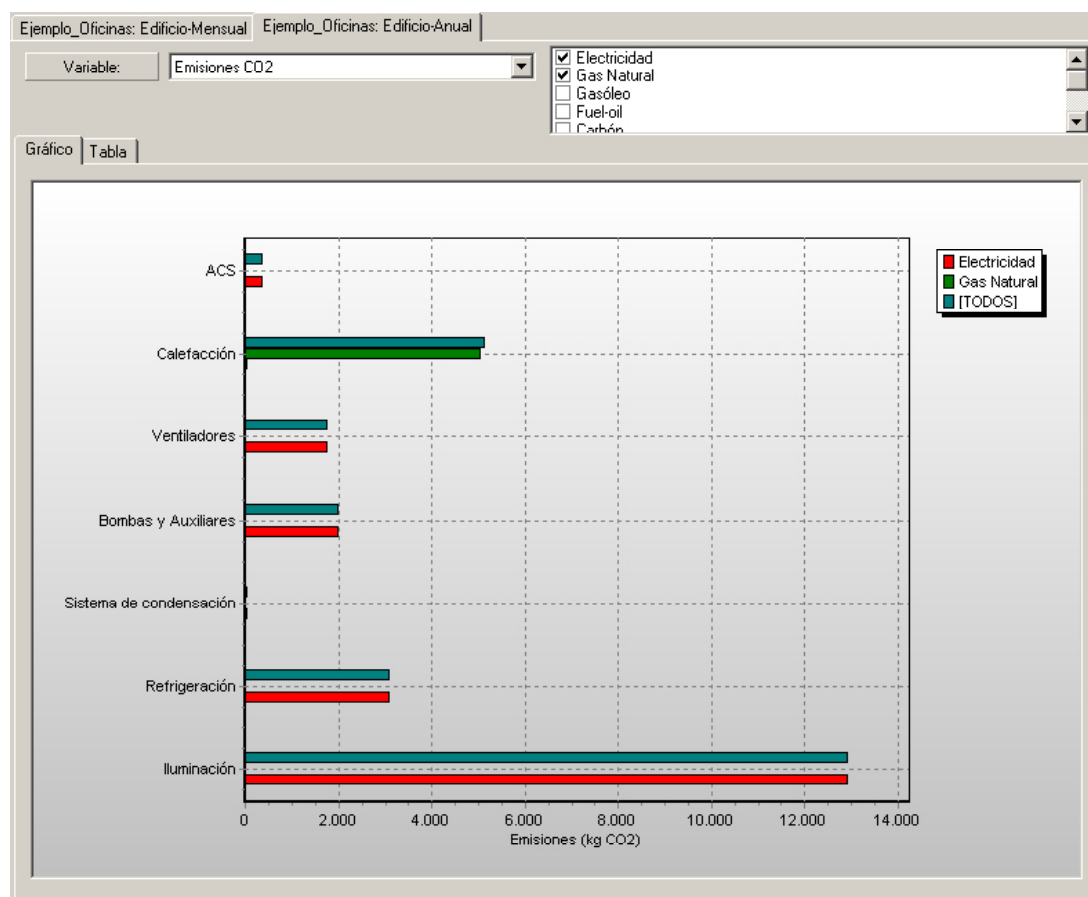 Ejemplo_Oficinas: Edificio-Mensual Ejemplo_Oficinas: Edificio-Anual
Variable: Emisiones CO2
Electricidad
Gas Natural
Gasóleo
Fuel-oil
Carbón
Gráfico Tabla
Electricidad
Gas Natural
[TODOS]
ACS
Calefacción
Ventiladores
Bombas y Auxiliares
Sistema de condensación
Refrigeración
Iluminación
0 2.000 4.000 6.000 8.000 10.000 12.000 14.000
Emisiones (kg CO2)